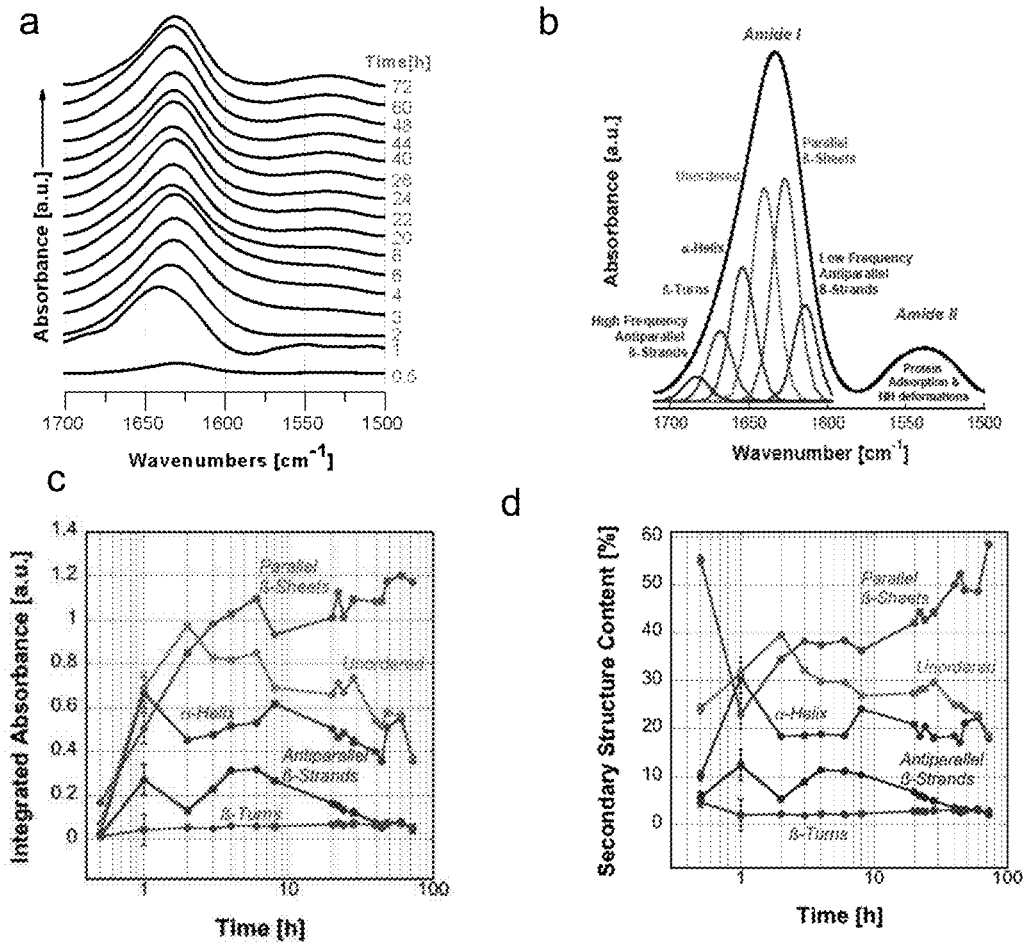 a
Time[h]
72
60
48
44
40
28
24
22
20
8
6
4
3
2
1
0.5
Absorbance [a.u.]
1700
1650
1600
1550
1500
Wavenumbers [cm⁻¹]
b
Amide I
Parallel
ß-Sheets
Unordered
α-Helix
ß-Turns
Low Frequency
Antiparallel
ß-Strands
High Frequency
Antiparallel
ß-Strands
Amide II
Protein
Adsorption &
NH deformations
Absorbance [a.u.]
1700
1650
1600
1550
1500
Wavenumber [cm⁻¹]
c
Integrated Absorbance [a.u.]
1.4
1.2
1
0.8
0.6
0.4
0.2
0
Parallel
ß-Sheets
Unordered
α-Helix
Antiparallel
ß-Strands
ß-Turns
1
10
100
Time [h]
d
Secondary Structure Content [%]
60
50
40
30
20
10
0
Parallel
ß-Sheets
Unordered
α-Helix
Antiparallel
ß-Strands
ß-Turns
1
10
100
Time [h]